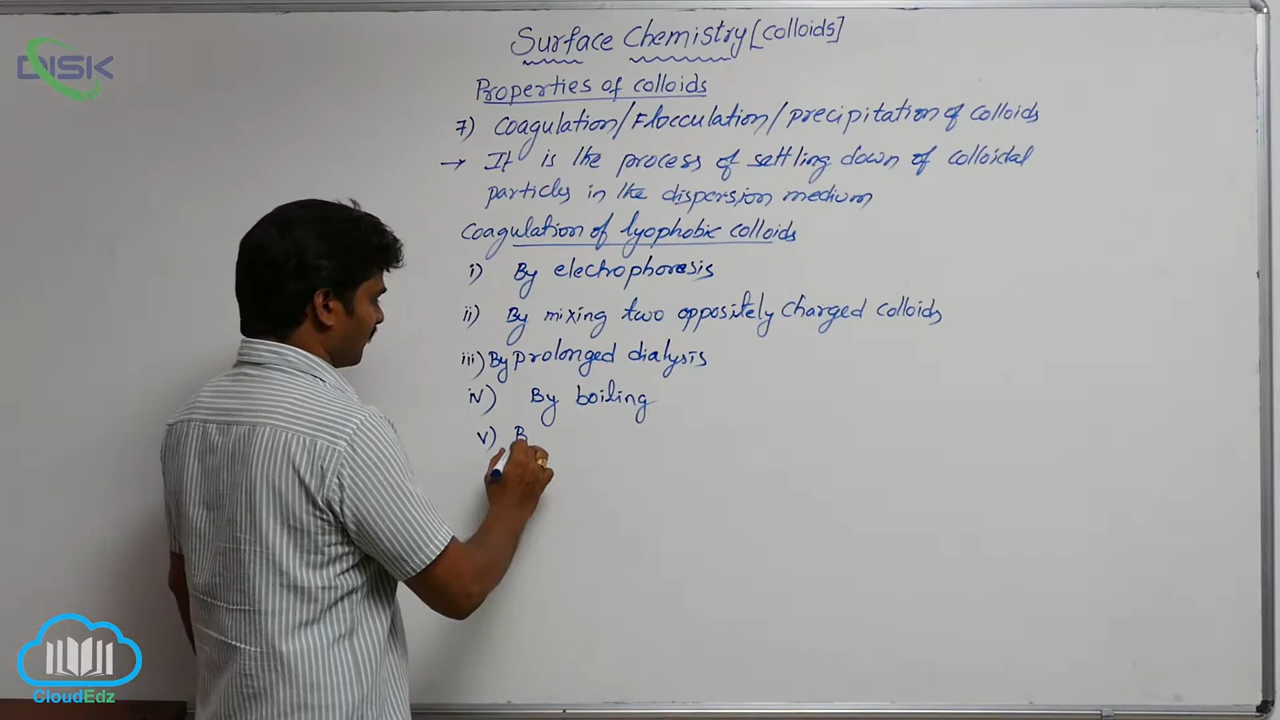 DISK
Surface Chemistry [colloids]
Properties of colloids
7) Coagulation/Flocculation/precipitation of colloids
→ It is the process of settling down of colloidal
particles in the dispersion medium
Coagulation of lyophobic colloids
i) By electrophoresis
ii) By mixing two oppositely charged colloids
iii) By prolonged dialysis
iv) By boiling
v) B
CloudEdz